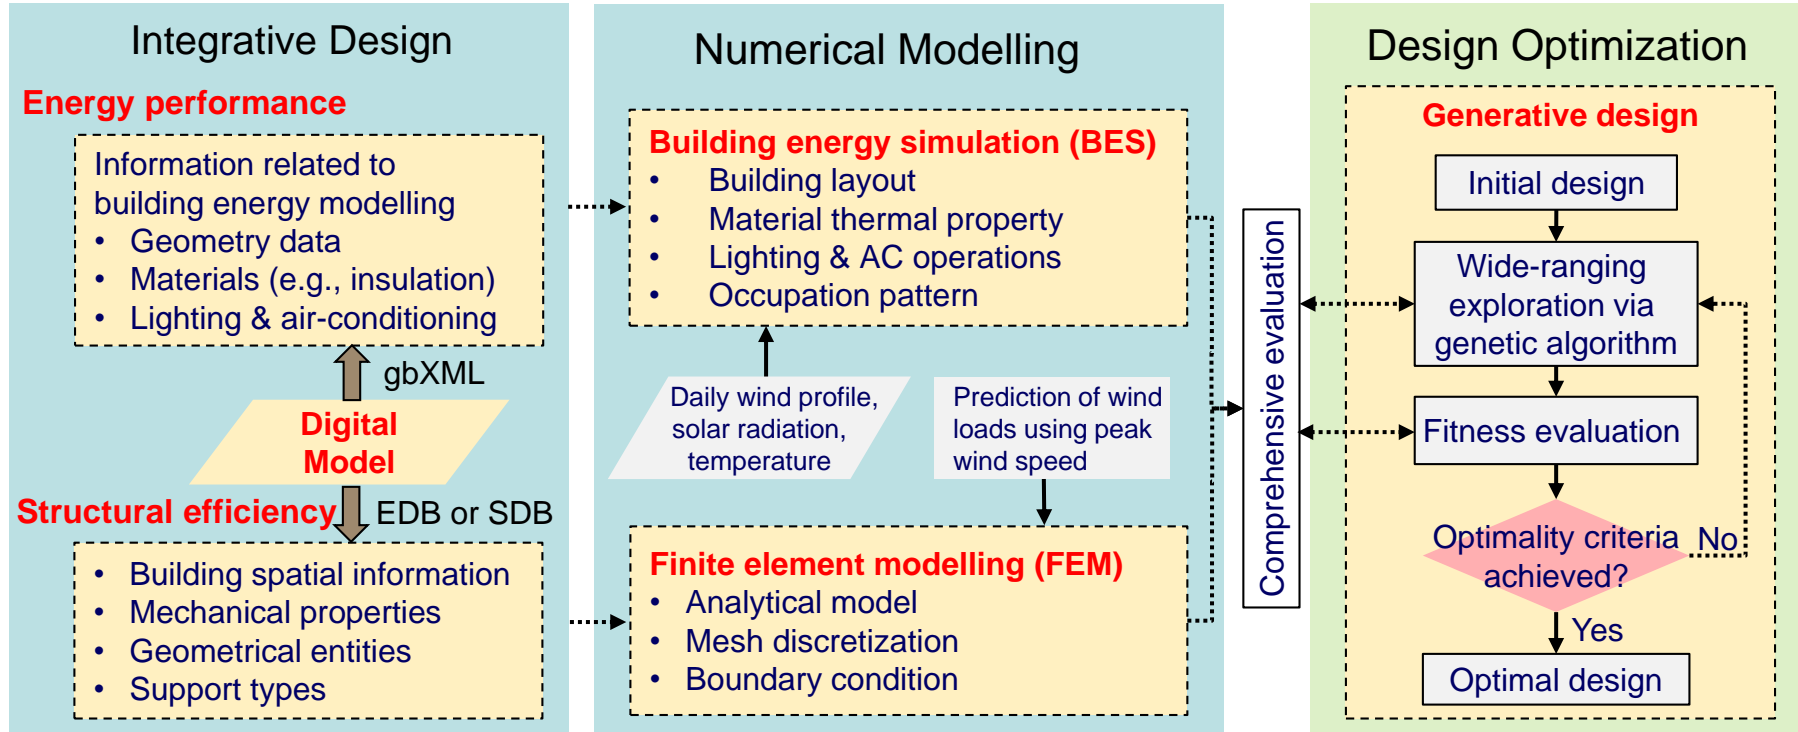 Integrative Design
Energy performance
Information related to
building energy modelling
• Geometry data
• Materials (e.g., insulation)
• Lighting & air-conditioning
gbXML
Digital
Model
Structural efficiency
EDB or SDB
• Building spatial information
• Mechanical properties
• Geometrical entities
• Support types
Numerical Modelling
Building energy simulation (BES)
• Building layout
• Material thermal property
• Lighting & AC operations
• Occupation pattern
Daily wind profile,
solar radiation,
temperature
Prediction of wind
loads using peak
wind speed
Finite element modelling (FEM)
• Analytical model
• Mesh discretization
• Boundary condition
Comprehensive evaluation
Design Optimization
Generative design
Initial design
Wide-ranging
exploration via
genetic algorithm
Fitness evaluation
Optimality criteria
achieved?
No
Yes
Optimal design